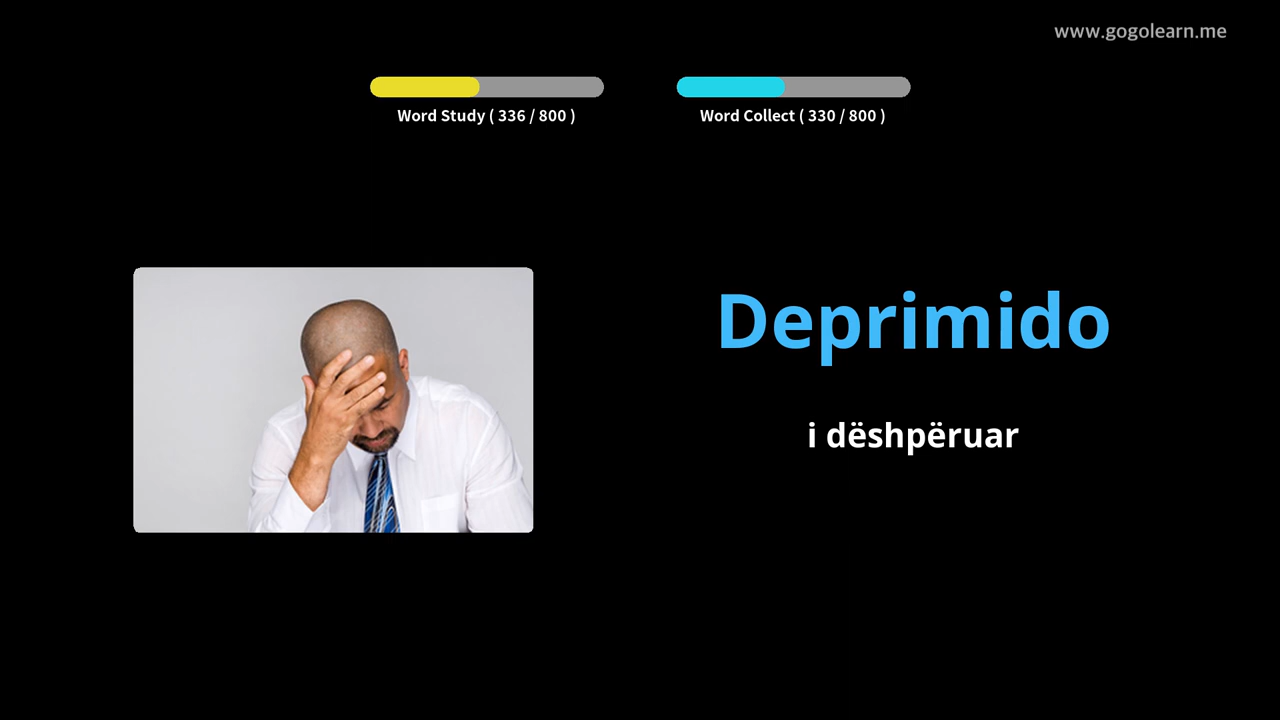 www.gogolearn.me
Word Study ( 336 / 800 )
Word Collect ( 330 / 800 )
Deprimido
i dëshpëruar